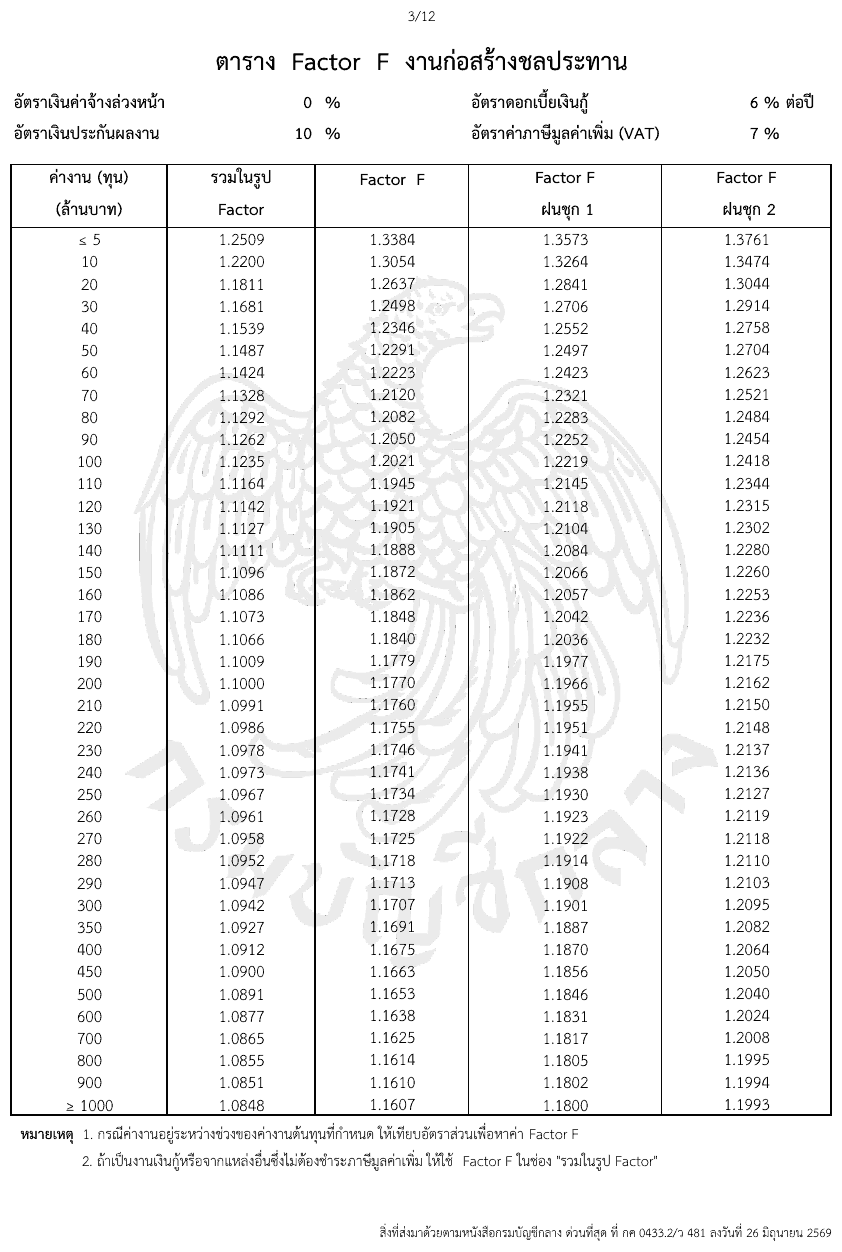 3/12
ตาราง Factor F งานก่อสร้างชลประทาน
อัตราเงินค่าจ้างล่วงหน้า 0 % อัตราดอกเบี้ยเงินกู้ 6 % ต่อปี
อัตราเงินประกันผลงาน 10 % อัตราค่าภาษีมูลค่าเพิ่ม (VAT) 7 %
ค่างาน (ทุน) รวมในรูป Factor F Factor F Factor F
(ล้านบาท) Factor ฝนชุก 1 ฝนชุก 2
≤ 5 1.2509 1.3384 1.3573 1.3761
10 1.2200 1.3054 1.3264 1.3474
20 1.1811 1.2637 1.2841 1.3044
30 1.1681 1.2498 1.2706 1.2914
40 1.1539 1.2346 1.2552 1.2758
50 1.1487 1.2291 1.2497 1.2704
60 1.1424 1.2223 1.2423 1.2623
70 1.1328 1.2120 1.2321 1.2521
80 1.1292 1.2082 1.2283 1.2484
90 1.1262 1.2050 1.2252 1.2454
100 1.1235 1.2021 1.2219 1.2418
110 1.1164 1.1945 1.2145 1.2344
120 1.1142 1.1921 1.2118 1.2315
130 1.1127 1.1905 1.2104 1.2302
140 1.1111 1.1888 1.2084 1.2280
150 1.1096 1.1872 1.2066 1.2260
160 1.1086 1.1862 1.2057 1.2253
170 1.1073 1.1848 1.2042 1.2236
180 1.1066 1.1840 1.2036 1.2232
190 1.1009 1.1779 1.1977 1.2175
200 1.1000 1.1770 1.1966 1.2162
210 1.0991 1.1760 1.1955 1.2150
220 1.0986 1.1755 1.1951 1.2148
230 1.0978 1.1746 1.1941 1.2137
240 1.0973 1.1741 1.1938 1.2136
250 1.0967 1.1734 1.1930 1.2127
260 1.0961 1.1728 1.1923 1.2119
270 1.0958 1.1725 1.1922 1.2118
280 1.0952 1.1718 1.1914 1.2110
290 1.0947 1.1713 1.1908 1.2103
300 1.0942 1.1707 1.1901 1.2095
350 1.0927 1.1691 1.1887 1.2082
400 1.0912 1.1675 1.1870 1.2064
450 1.0900 1.1663 1.1856 1.2050
500 1.0891 1.1653 1.1846 1.2040
600 1.0877 1.1638 1.1831 1.2024
700 1.0865 1.1625 1.1817 1.2008
800 1.0855 1.1614 1.1805 1.1995
900 1.0851 1.1610 1.1802 1.1994
≥ 1000 1.0848 1.1607 1.1800 1.1993
กรมบัญชีกลาง
หมายเหตุ 1. กรณีค่างานอยู่ระหว่างช่วงของค่างานต้นทุนที่กำหนด ให้เทียบอัตราส่วนเพื่อหาค่า Factor F
2. ถ้าเป็นงานเงินกู้หรือจากแหล่งอื่นซึ่งไม่ต้องชำระภาษีมูลค่าเพิ่ม ให้ใช้ Factor F ในช่อง "รวมในรูป Factor"
สิ่งที่ส่งมาด้วยตามหนังสือกรมบัญชีกลาง ด่วนที่สุด ที่ กค 0433.2/ว 481 ลงวันที่ 26 มิถุนายน 2569